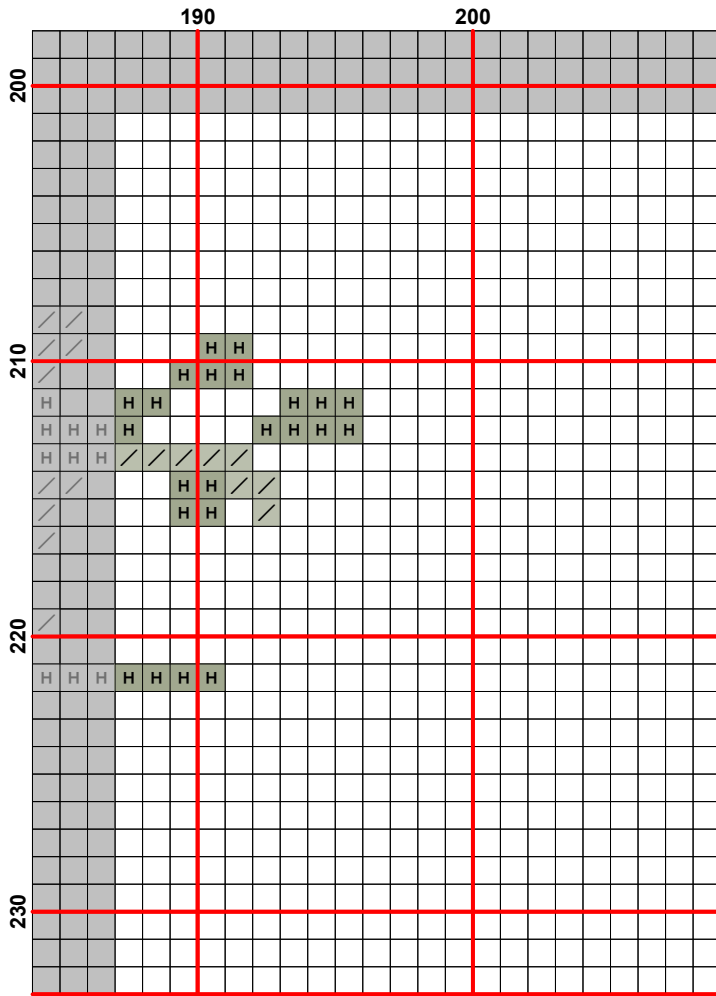 190 200
200
/ /
/ / H H
210
/ H H H
H H H H H H
H H H H H H H H
H H H / / / / /
/ / H H / /
/ H H /
/
/
220
H H H H H H H
230